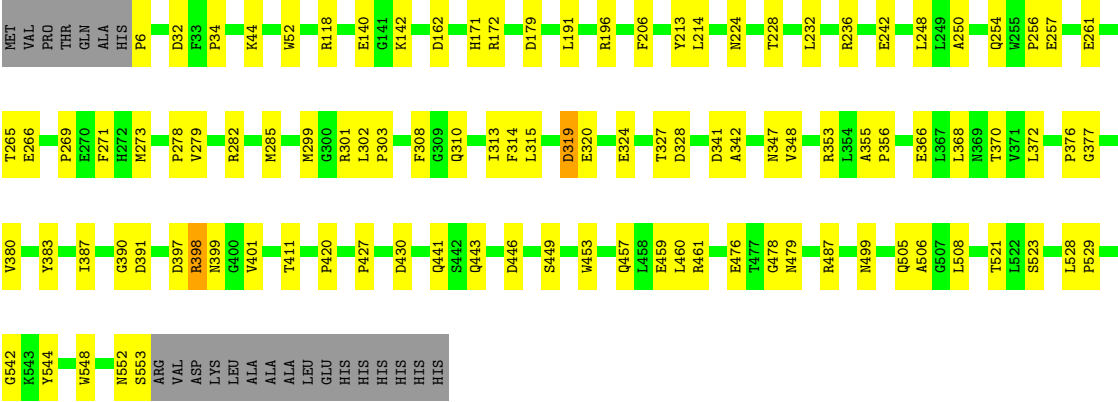 MET VAL PRO THR GLN ALA HIS P6 D32 F33 P34 K44 W52 R118 E140 G141 K142 D162 H171 R172 D179 L191 R196 F206 Y213 L214 N224 T228 L232 R236 E242 L248 L249 A250 Q254 W255 P256 E257 E261
T265 E266 P269 E270 F271 H272 M273 P278 V279 R282 M285 M299 G300 R301 L302 P303 F308 G309 Q310 I313 F314 L315 D319 E320 E324 T327 D328 D341 A342 N347 V348 R353 L354 A355 P356 E366 L367 L368 N369 T370 V371 L372 P376 G377
V380 Y383 I387 G390 D391 D397 R398 N399 G400 V401 T411 P420 P427 D430 Q441 S442 Q443 D446 S449 W453 Q457 L458 E459 L460 R461 E476 T477 G478 N479 R487 N499 Q505 A506 G507 L508 T521 L522 S523 L528 P529
G542 K543 Y544 W548 N552 S553 ARG VAL ASP LYS LEU ALA ALA ALA LEU GLU HIS HIS HIS HIS HIS HIS